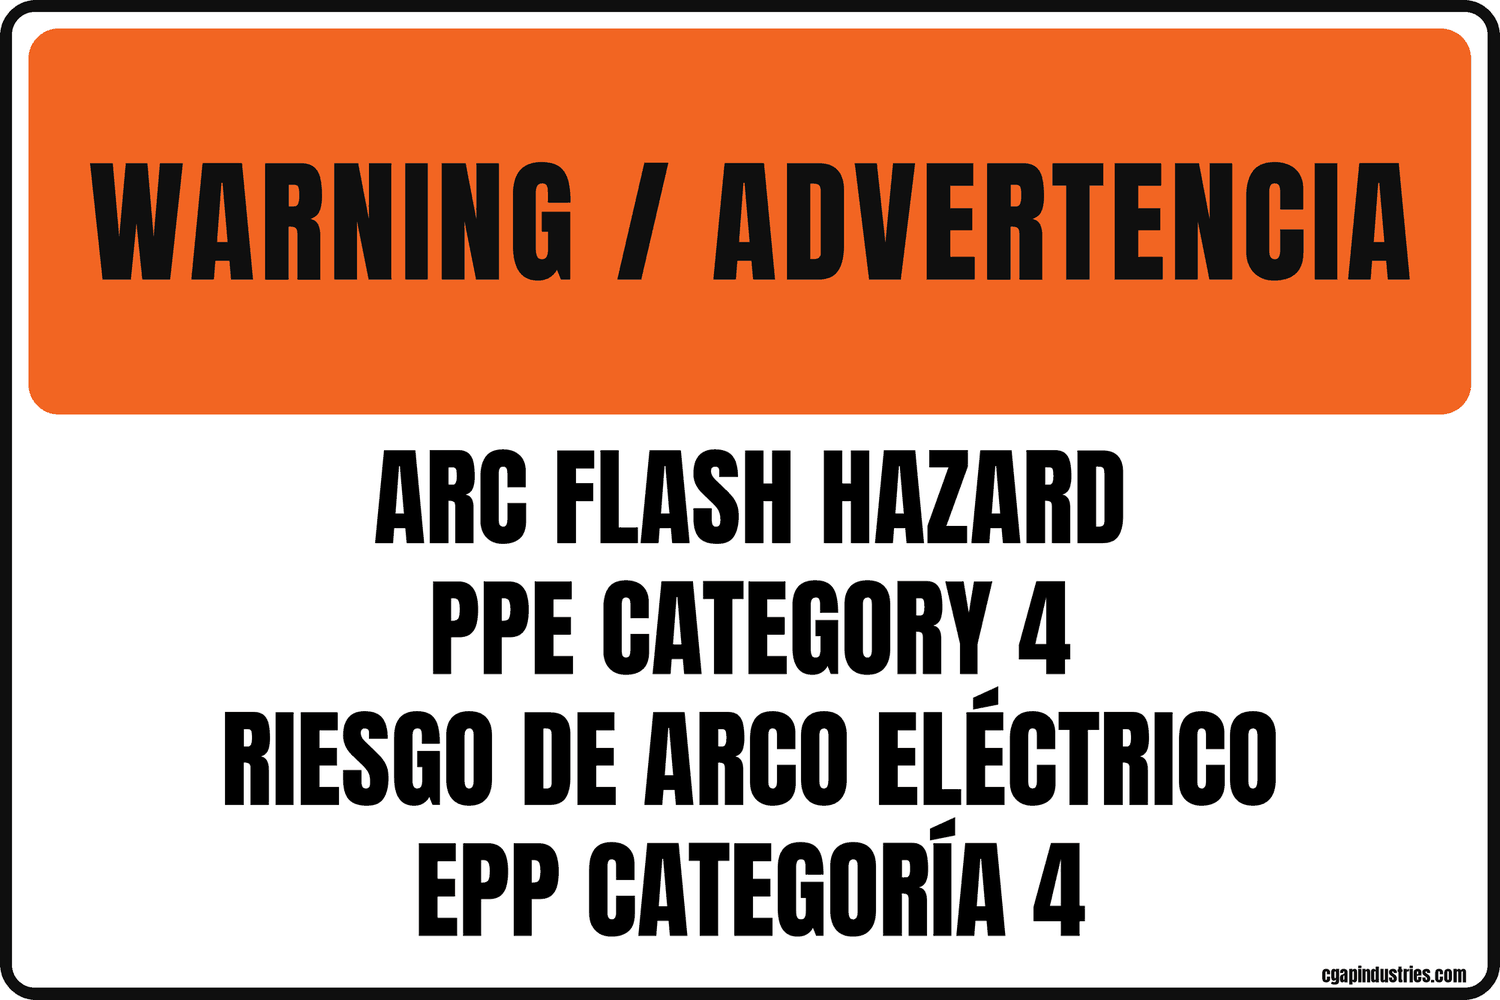 WARNING / ADVERTENCIA
ARC FLASH HAZARD
PPE CATEGORY 4
RIESGO DE ARCO ELÉCTRICO
EPP CATEGORÍA 4
cgapindustries.com